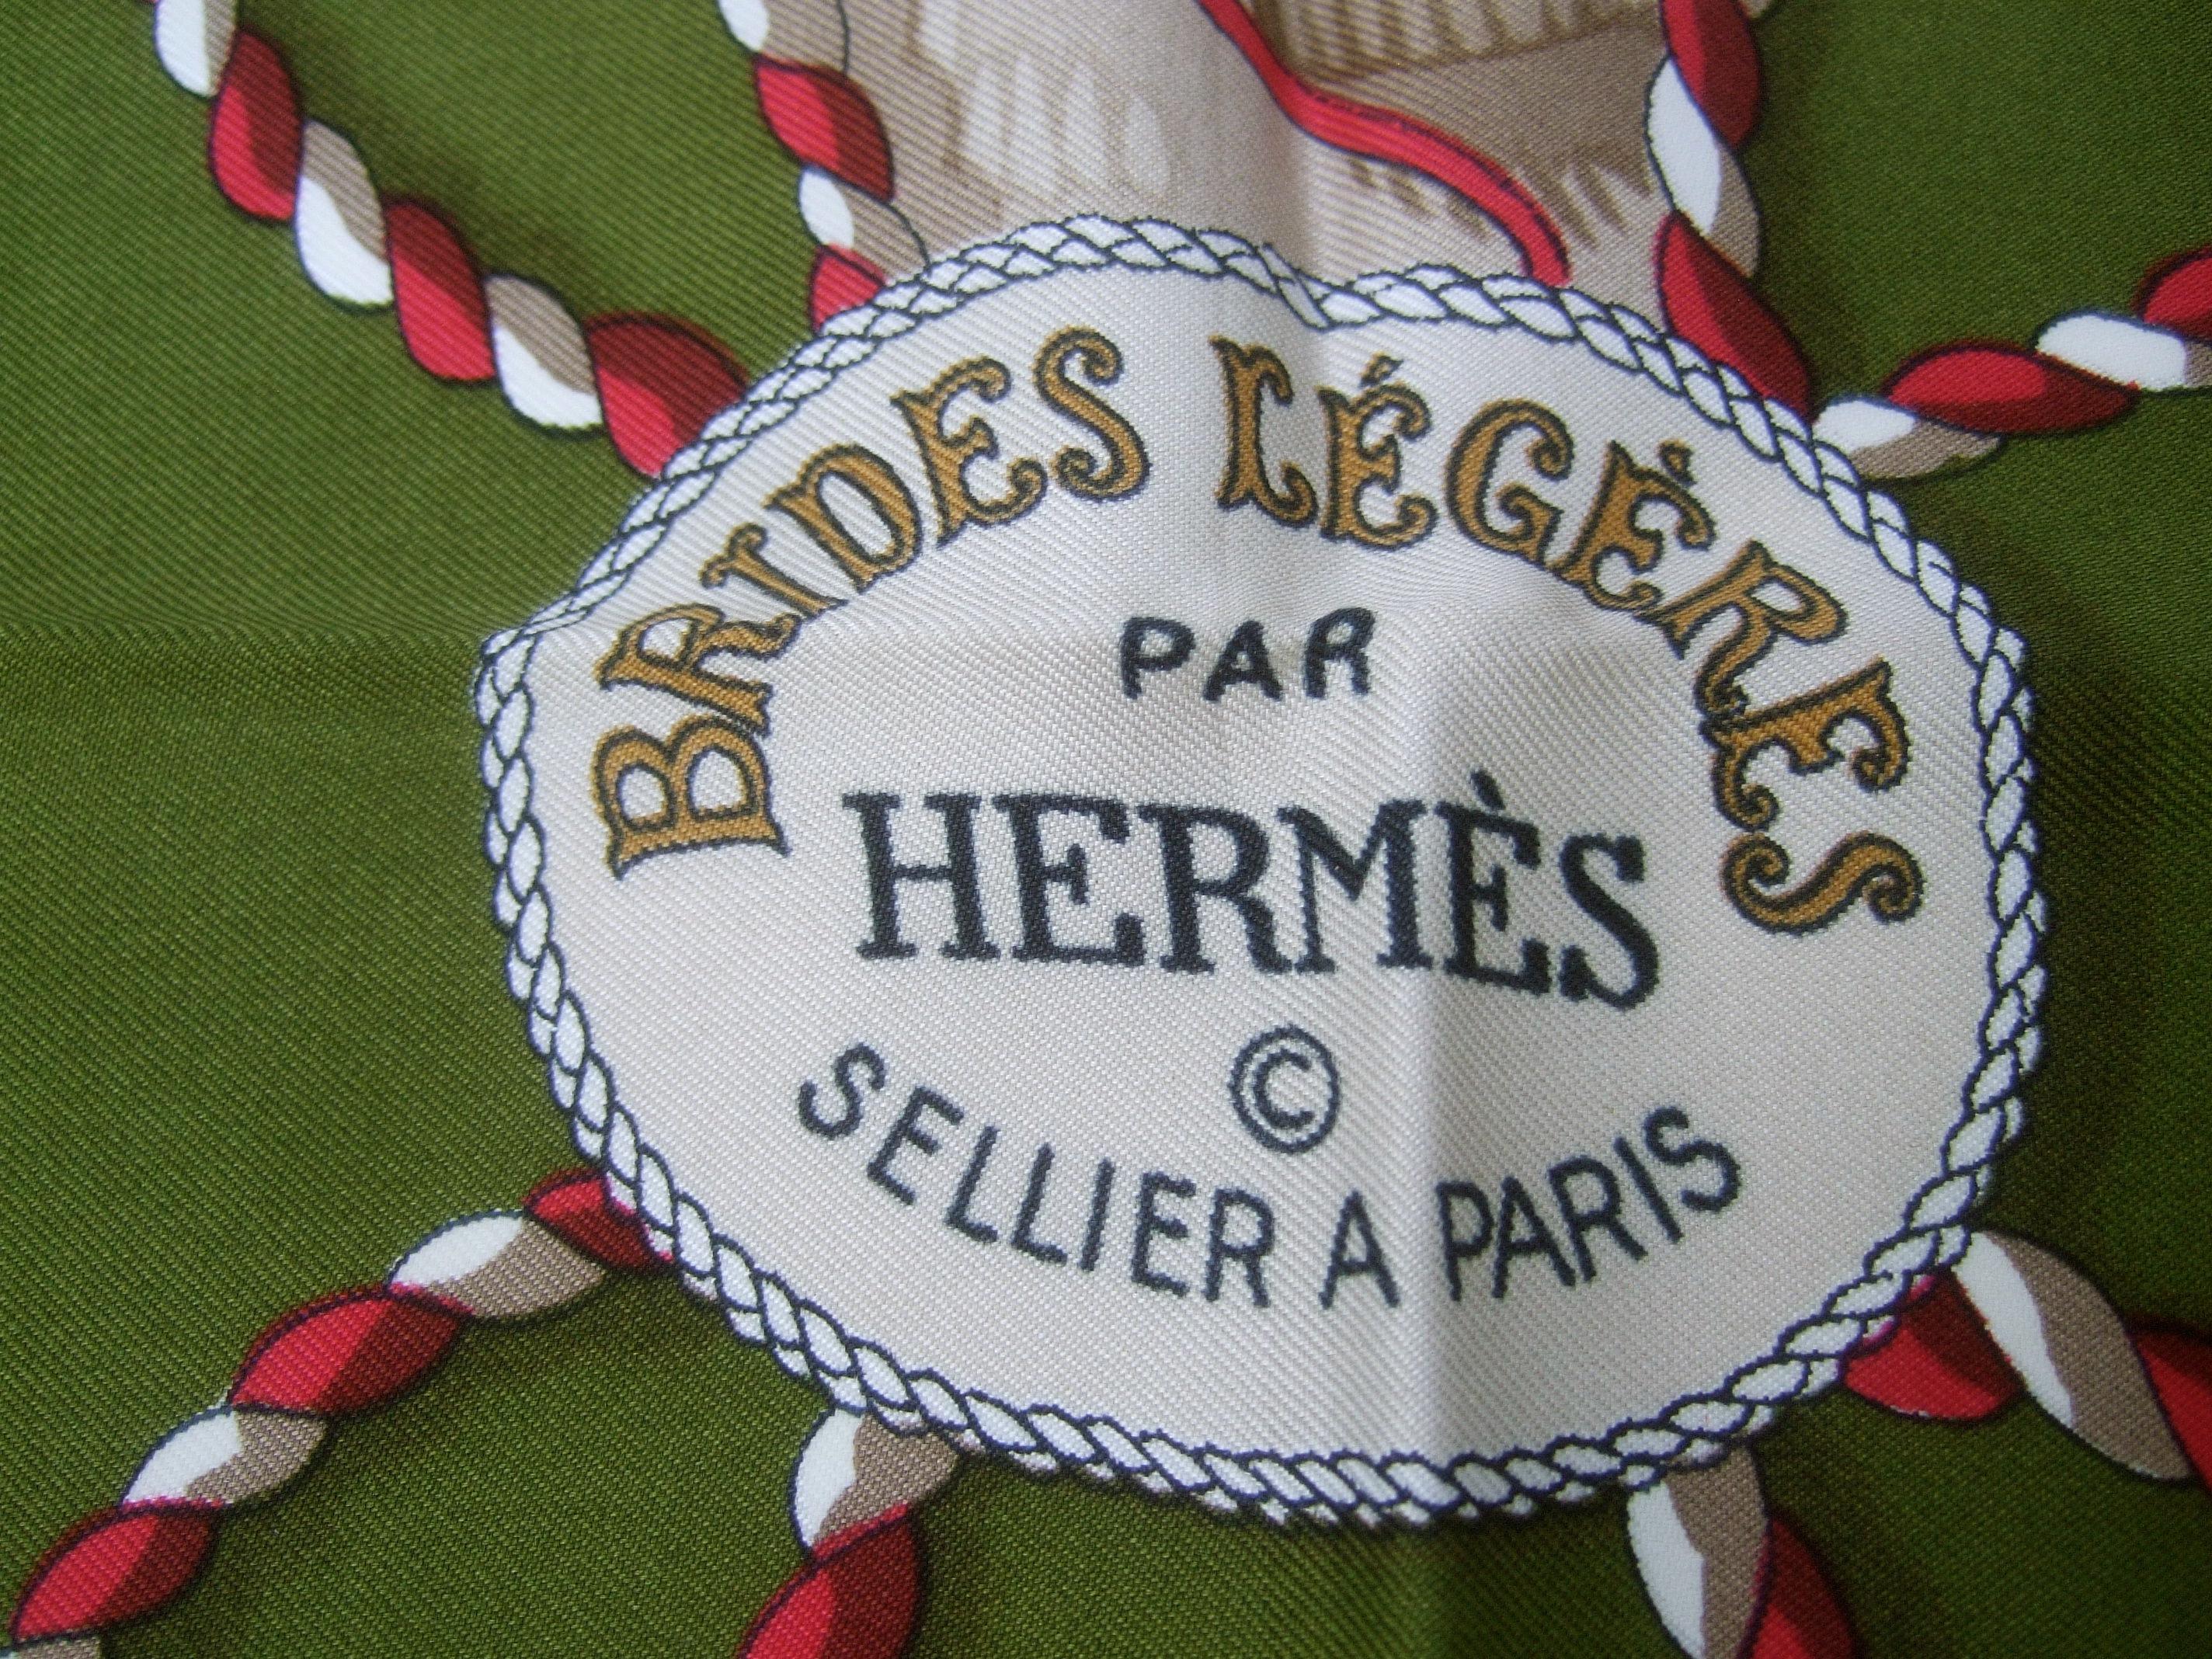 BRIDES LÉGÈRES
PAR
HERMÈS
©
SELLIER A PARIS